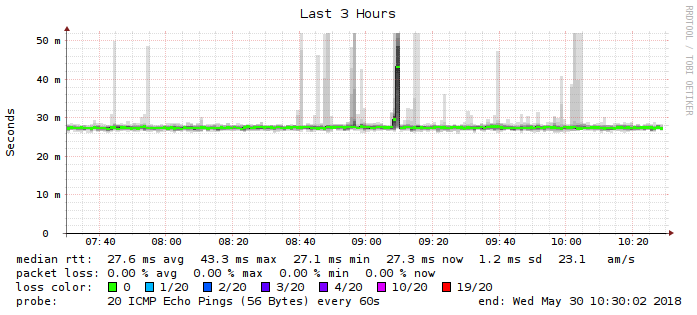 Last 3 Hours
RRDTOOL / TOBI OETIKER
Seconds
50 m
40 m
30 m
20 m
10 m
0
07:40 08:00 08:20 08:40 09:00 09:20 09:40 10:00 10:20
median rtt: 27.6 ms avg 43.3 ms max 27.1 ms min 27.3 ms now 1.2 ms sd 23.1 am/s
packet loss: 0.00 % avg 0.00 % max 0.00 % min 0.00 % now
loss color: 0 1/20 2/20 3/20 4/20 10/20 19/20
probe: 20 ICMP Echo Pings (56 Bytes) every 60s end: Wed May 30 10:30:02 2018